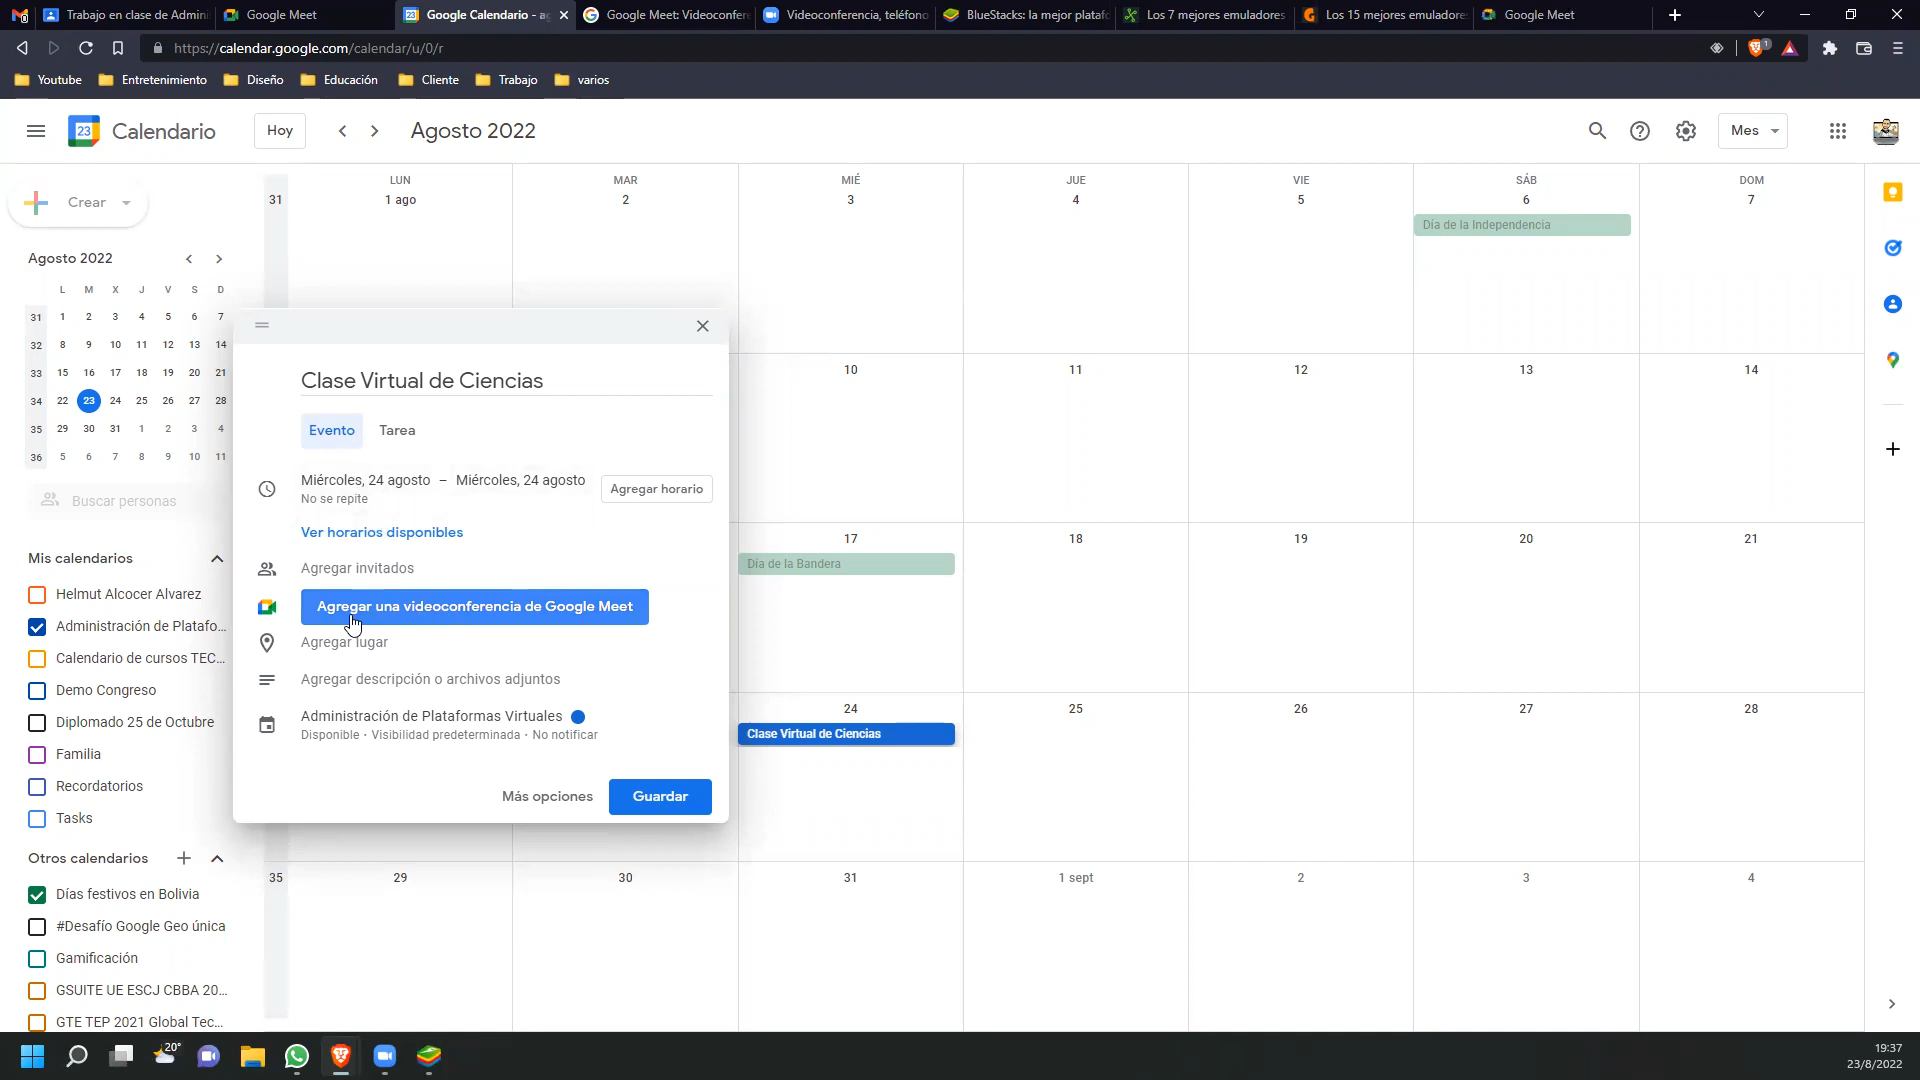 Trabajo en clase de Admini
Google Meet
Google Calendario - ag
Google Meet: Videoconferen
Videoconferencia, teléfono
BlueStacks: la mejor plataf
Los 7 mejores emuladores
Los 15 mejores emuladore
Google Meet
https://calendar.google.com/calendar/u/0/r
1
Youtube
Entretenimiento
Diseño
Educación
Cliente
Trabajo
varios
23
Calendario
Hoy
Agosto 2022
Mes
Crear
Agosto 2022
L M X J V S D
31 1 2 3 4 5 6 7
32 8 9 10 11 12 13 14
33 15 16 17 18 19 20 21
34 22 23 24 25 26 27 28
35 29 30 31 1 2 3 4
36 5 6 7 8 9 10 11
Buscar personas
Mis calendarios
Helmut Alcocer Alvarez
Administración de Platafo...
Calendario de cursos TEC...
Demo Congreso
Diplomado 25 de Octubre
Familia
Recordatorios
Tasks
Otros calendarios
Días festivos en Bolivia
#Desafío Google Geo única
Gamificación
GSUITE UE ESCJ CBBA 20...
GTE TEP 2021 Global Tec...
LUN MAR MIÉ JUE VIE SÁB DOM
31 1 ago 2 3 4 5 6 7
Día de la Independencia
10 11 12 13 14
17 18 19 20 21
Día de la Bandera
24 25 26 27 28
Clase Virtual de Ciencias
35 29 30 31 1 sept 2 3 4
Clase Virtual de Ciencias
Evento
Tarea
Miércoles, 24 agosto – Miércoles, 24 agosto
Agregar horario
No se repite
Ver horarios disponibles
Agregar invitados
Agregar una videoconferencia de Google Meet
Agregar lugar
Agregar descripción o archivos adjuntos
Administración de Plataformas Virtuales
Disponible · Visibilidad predeterminada · No notificar
Más opciones
Guardar
20°
19:37
23/8/2022